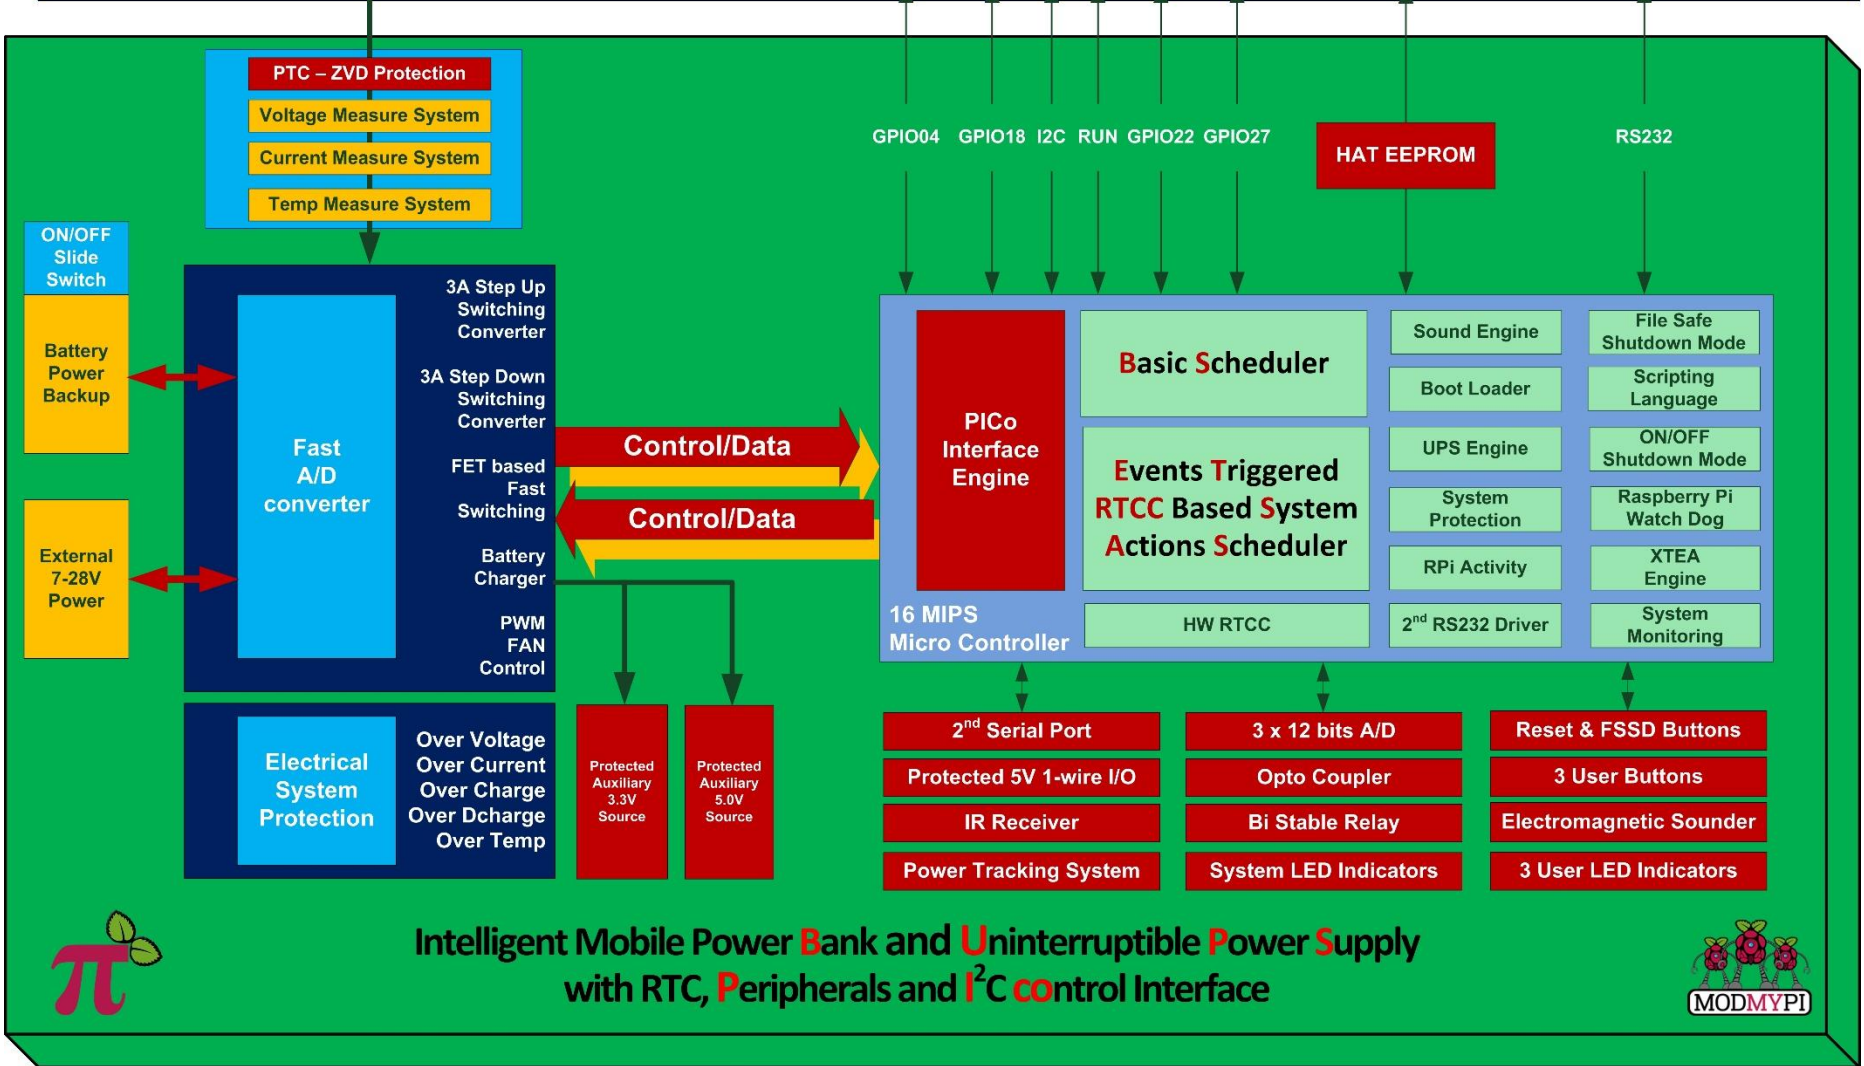 PTC – ZVD Protection
Voltage Measure System
Current Measure System
Temp Measure System
GPIO04
GPIO18
I2C
RUN
GPIO22
GPIO27
HAT EEPROM
RS232
ON/OFF
Slide
Switch
Battery
Power
Backup
External
7-28V
Power
Fast
A/D
converter
3A Step Up
Switching
Converter
3A Step Down
Switching
Converter
FET based
Fast
Switching
Battery
Charger
PWM
FAN
Control
Control/Data
Control/Data
PICo
Interface
Engine
16 MIPS
Micro Controller
Basic Scheduler
Events Triggered
RTCC Based System
Actions Scheduler
HW RTCC
Sound Engine
Boot Loader
UPS Engine
System
Protection
RPi Activity
2nd RS232 Driver
File Safe
Shutdown Mode
Scripting
Language
ON/OFF
Shutdown Mode
Raspberry Pi
Watch Dog
XTEA
Engine
System
Monitoring
Electrical
System
Protection
Over Voltage
Over Current
Over Charge
Over Dcharge
Over Temp
Protected
Auxiliary
3.3V
Source
Protected
Auxiliary
5.0V
Source
2nd Serial Port
Protected 5V 1-wire I/O
IR Receiver
Power Tracking System
3 x 12 bits A/D
Opto Coupler
Bi Stable Relay
System LED Indicators
Reset & FSSD Buttons
3 User Buttons
Electromagnetic Sounder
3 User LED Indicators
π
Intelligent Mobile Power Bank and Uninterruptible Power Supply
with RTC, Peripherals and I²C control Interface
MODMYPI